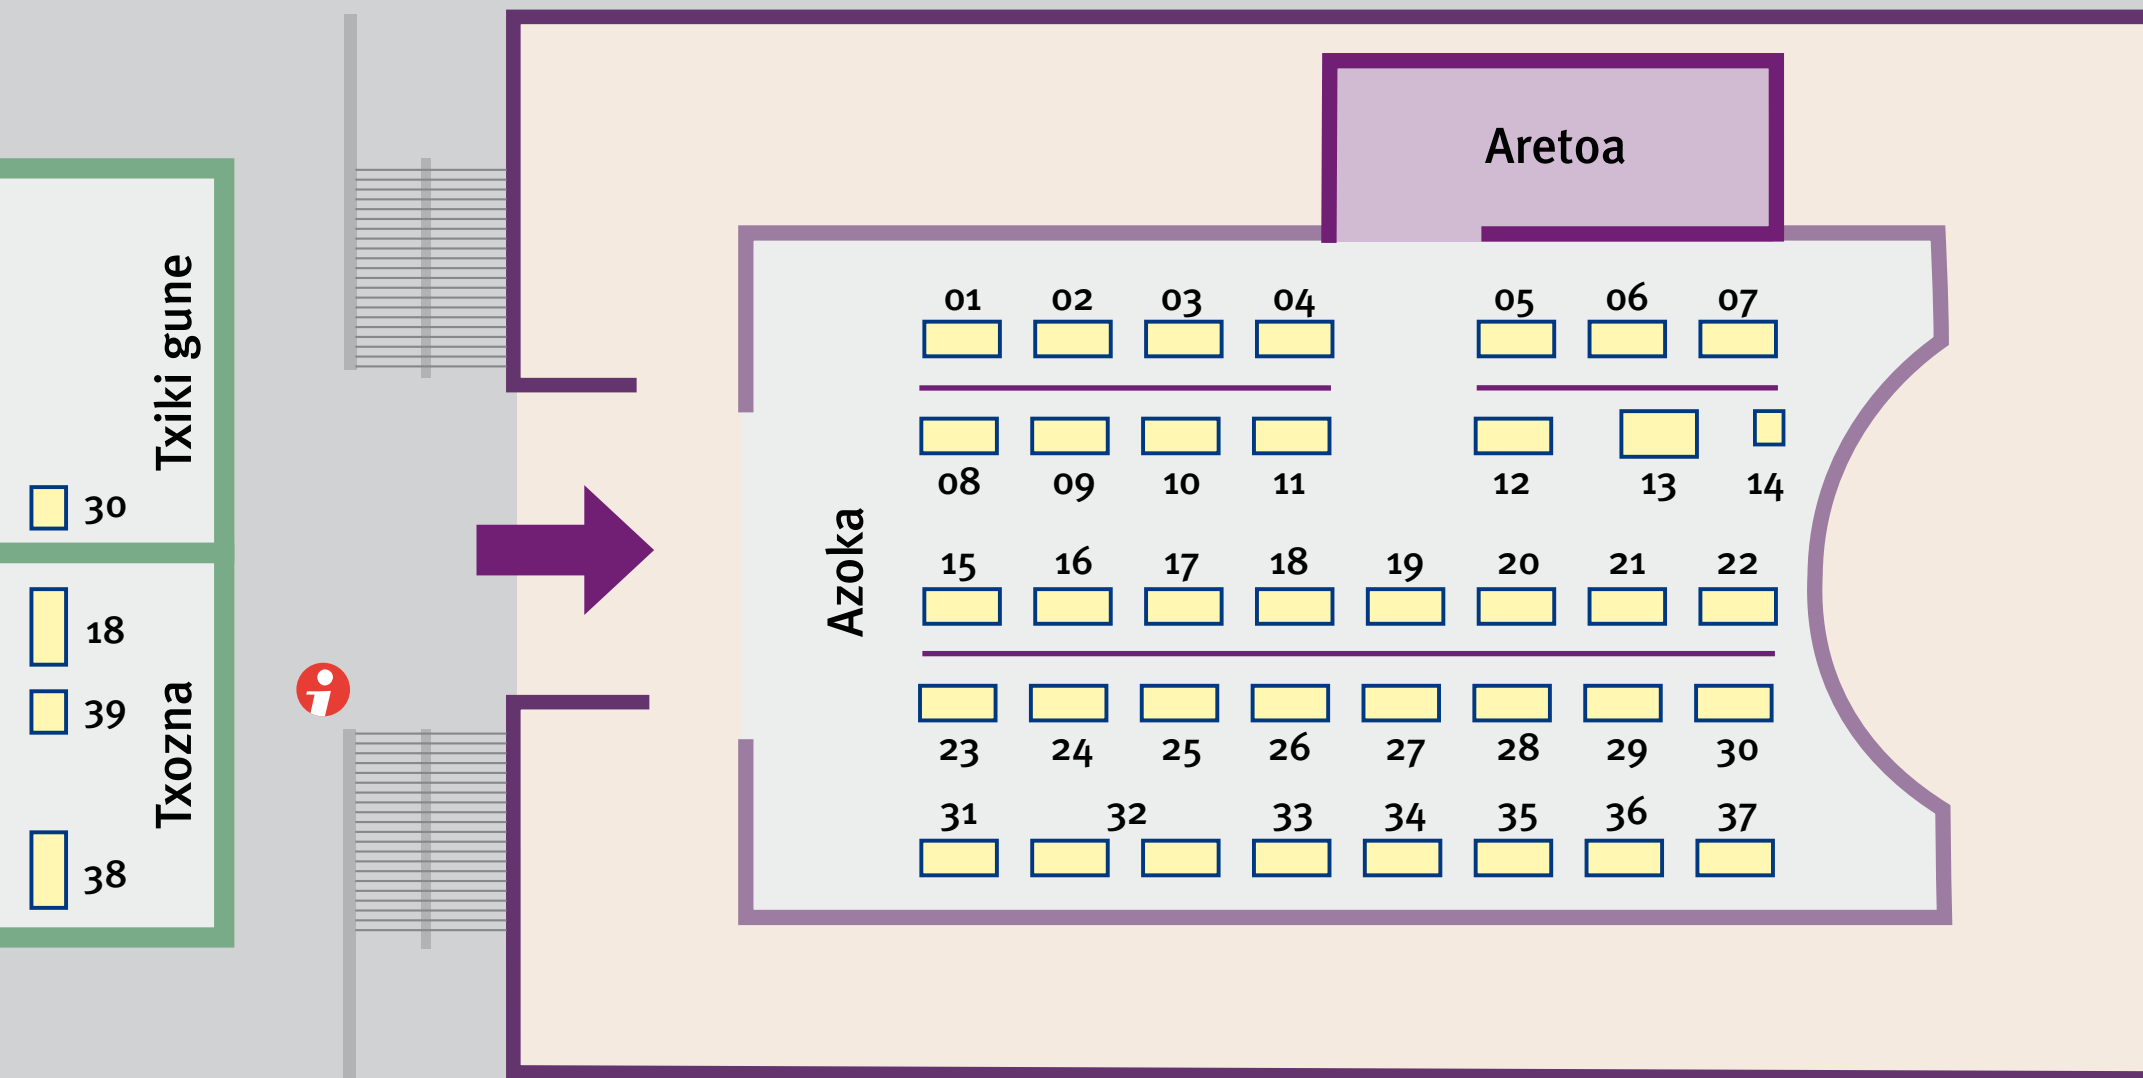 Aretoa
Txiki gune
30
18
39
Txozna
38
Azoka
01 02 03 04 05 06 07
08 09 10 11 12 13 14
15 16 17 18 19 20 21 22
23 24 25 26 27 28 29 30
31 32 33 34 35 36 37
i